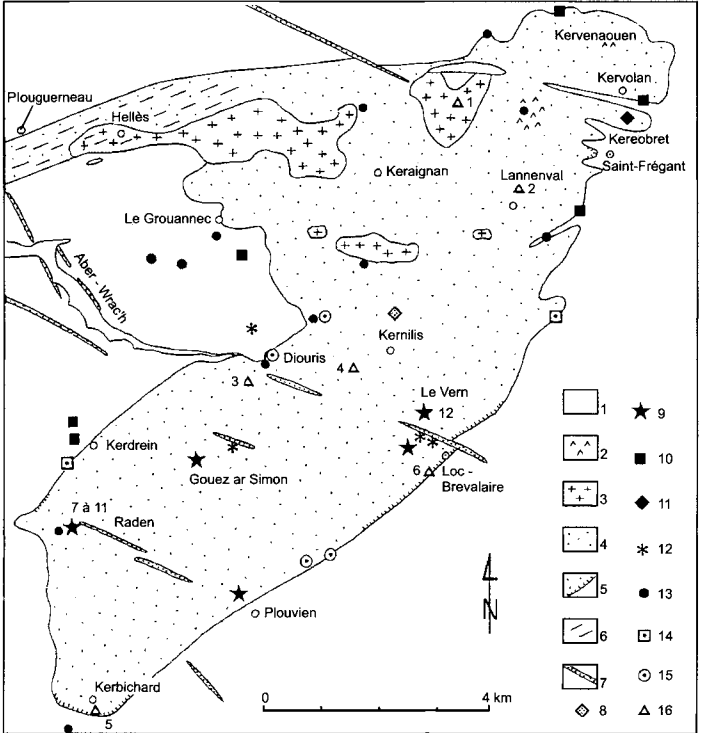 Kervenaouen
Plouguerneau
Kervolan
1
Hellès
Kereobret
Saint-Frégant
Keraignan
Lannenval
2
Le Grouannec
Aber - Wrac'h
Kernilis
Diouris
4
3
Le Vern
12
Kerdrein
Gouez ar Simon
6
Loc -
Brevalaire
7 à 11
Raden
Plouvien
N
Kerbichard
5
0
4 km
1
9
2
10
3
11
4
12
5
13
6
14
7
15
8
16